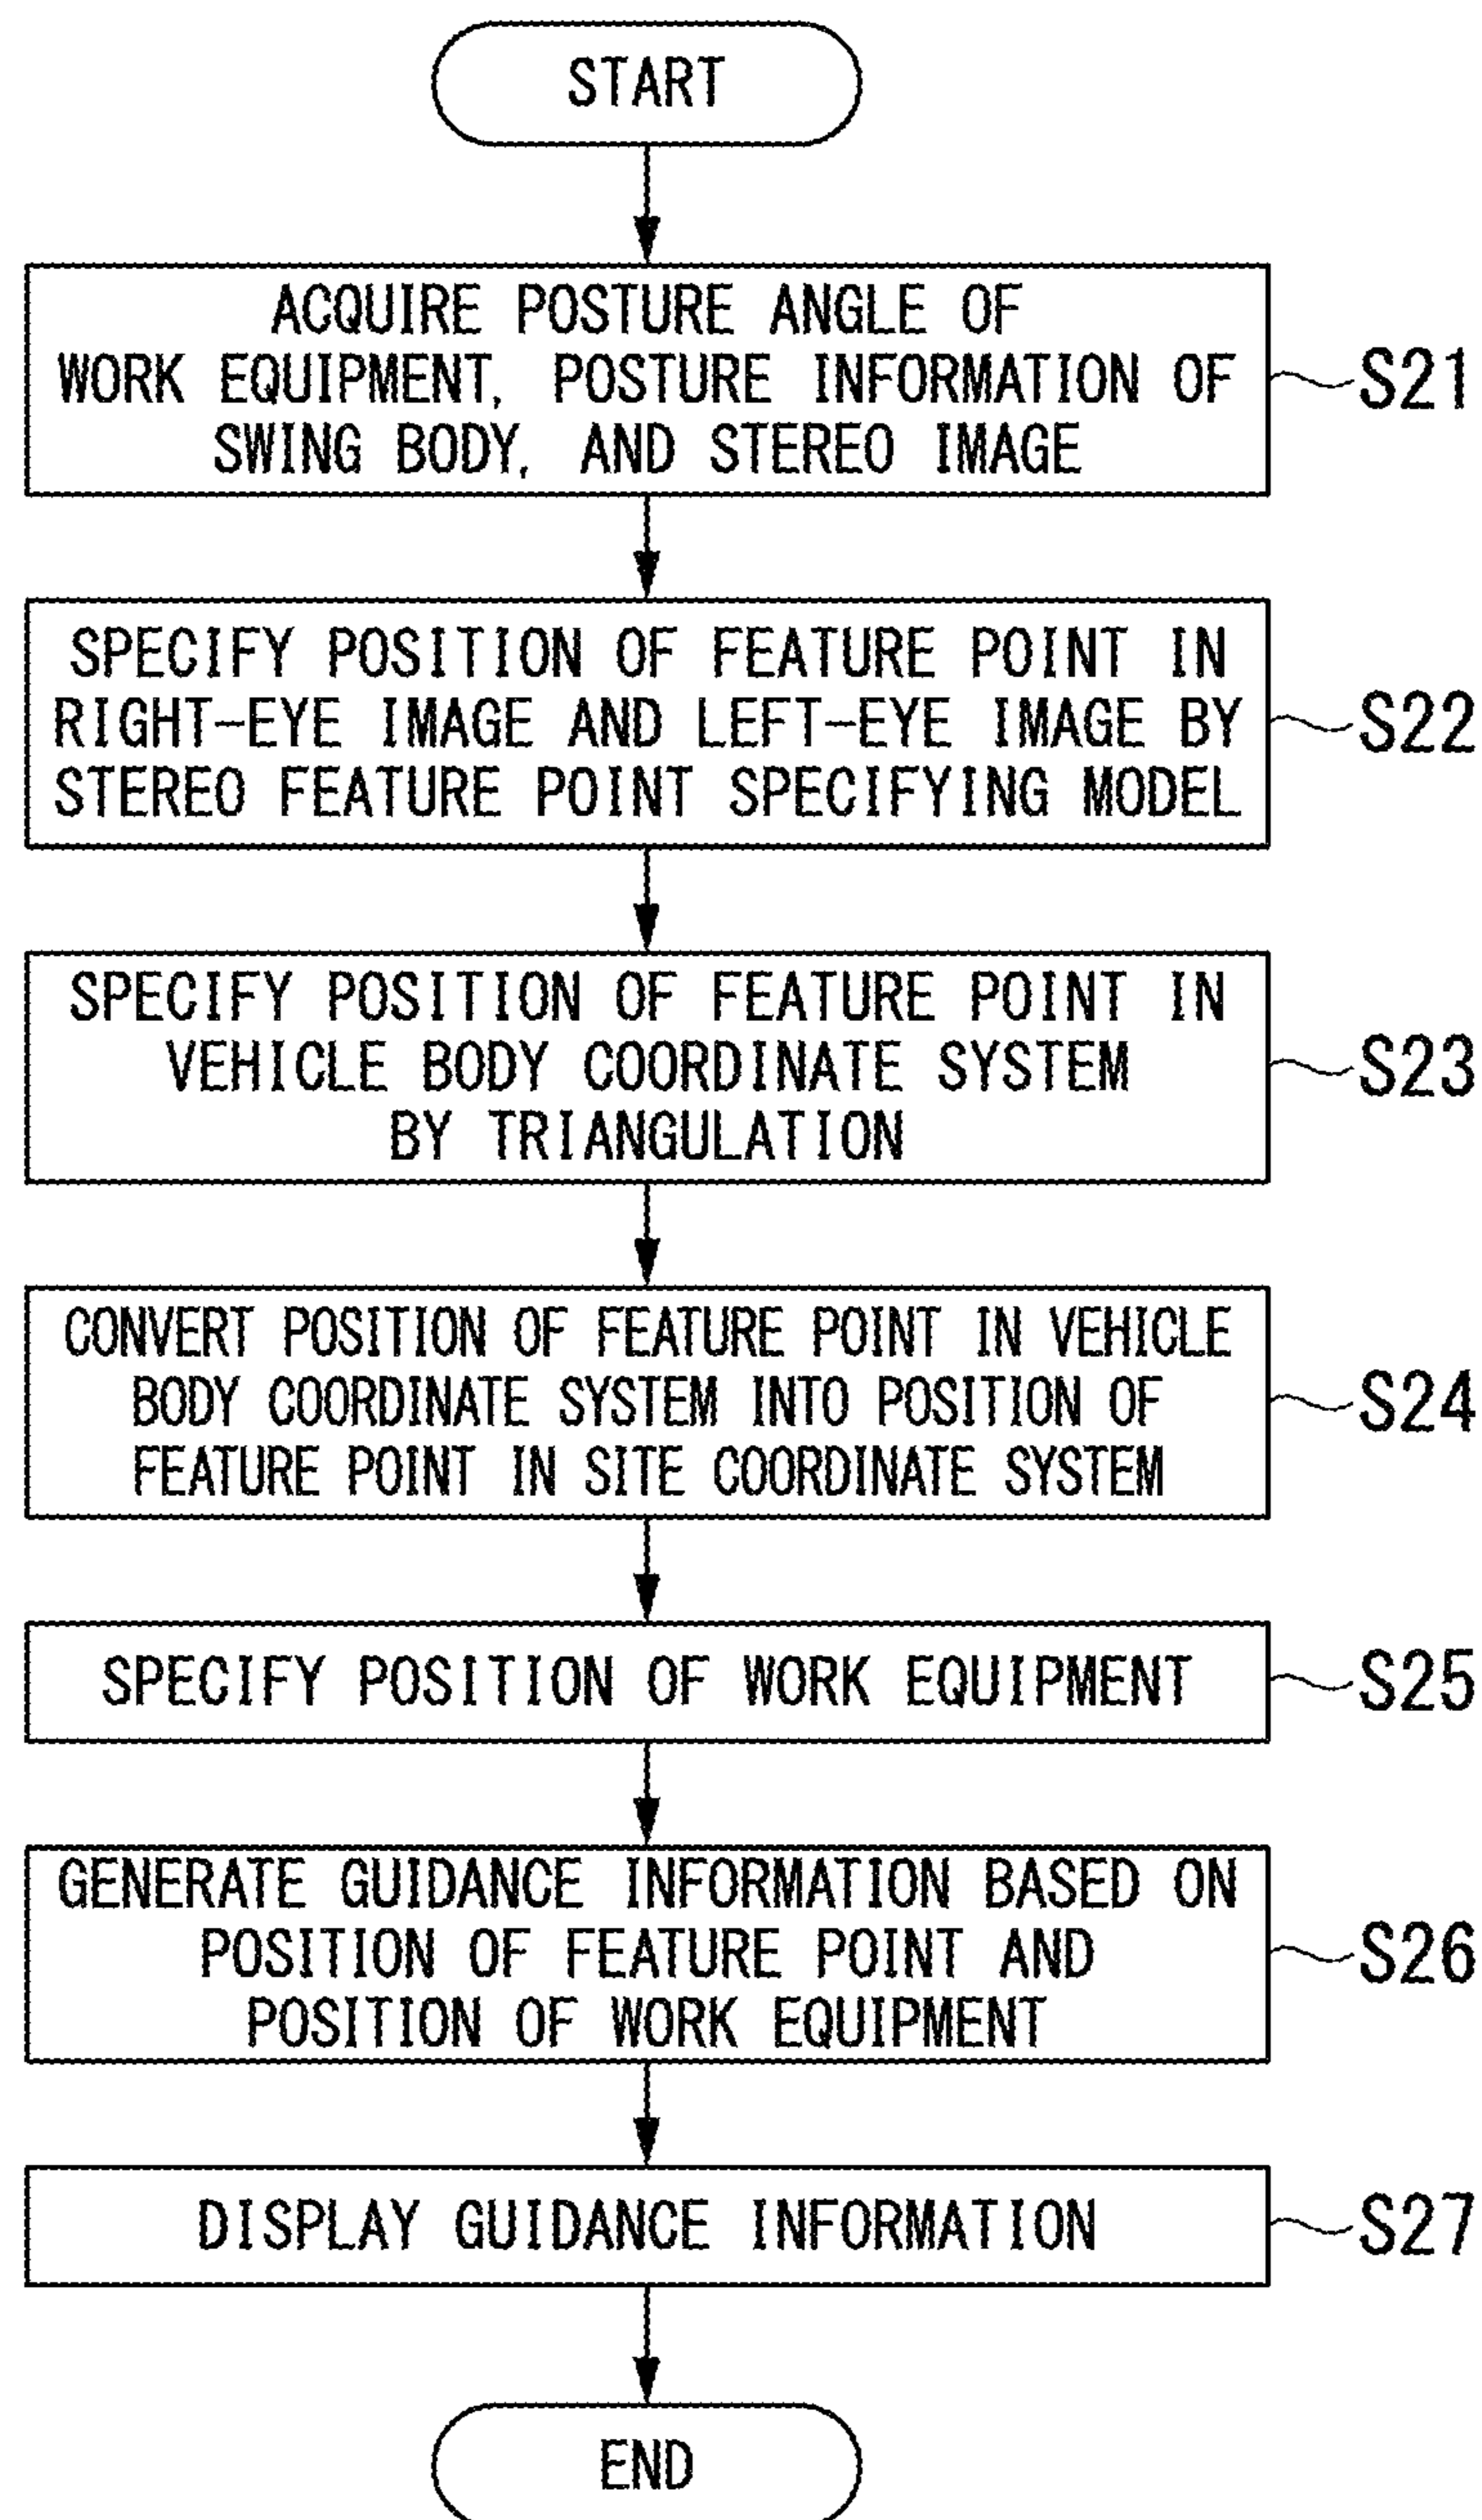 START
ACQUIRE POSTURE ANGLE OF
WORK EQUIPMENT, POSTURE INFORMATION OF
SWING BODY, AND STEREO IMAGE
S21
SPECIFY POSITION OF FEATURE POINT IN
RIGHT-EYE IMAGE AND LEFT-EYE IMAGE BY
STEREO FEATURE POINT SPECIFYING MODEL
S22
SPECIFY POSITION OF FEATURE POINT IN
VEHICLE BODY COORDINATE SYSTEM
BY TRIANGULATION
S23
CONVERT POSITION OF FEATURE POINT IN VEHICLE
BODY COORDINATE SYSTEM INTO POSITION OF
FEATURE POINT IN SITE COORDINATE SYSTEM
S24
SPECIFY POSITION OF WORK EQUIPMENT
S25
GENERATE GUIDANCE INFORMATION BASED ON
POSITION OF FEATURE POINT AND
POSITION OF WORK EQUIPMENT
S26
DISPLAY GUIDANCE INFORMATION
S27
END